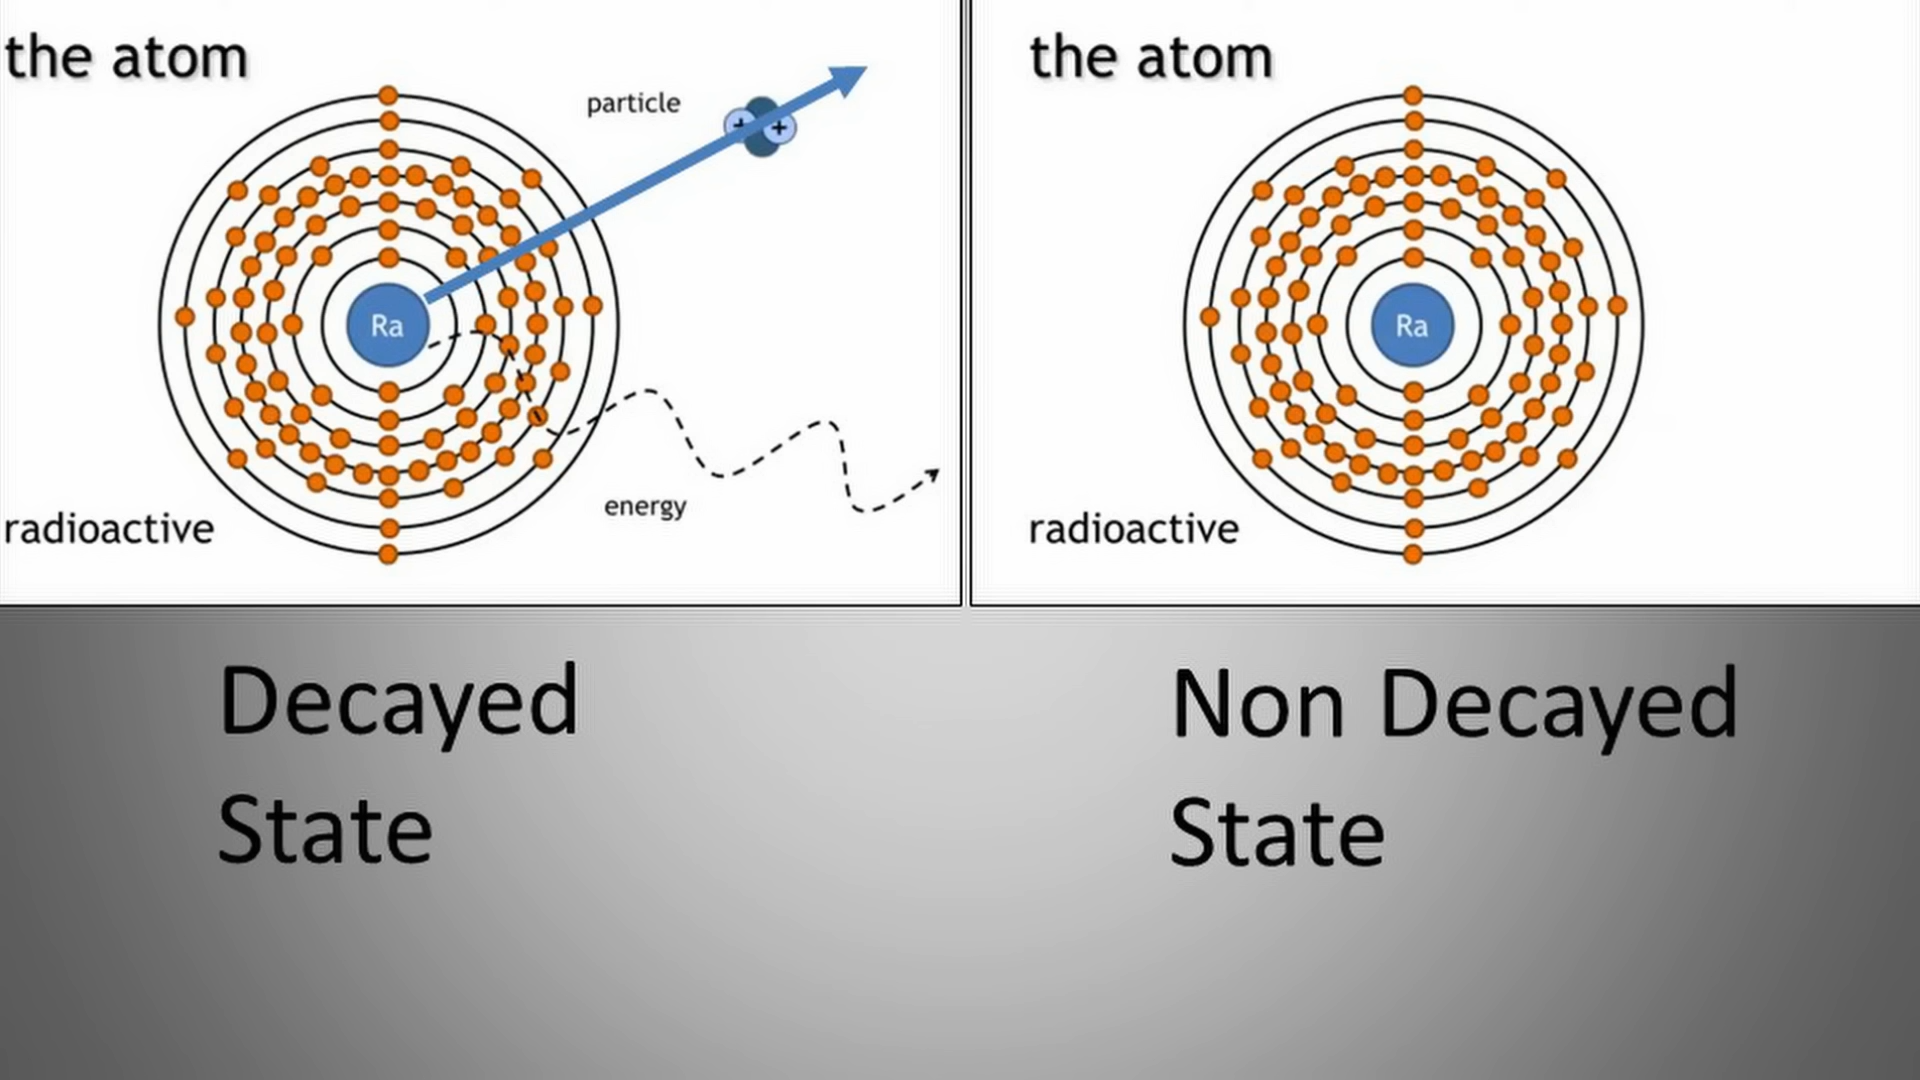 the atom
particle
+ +
Ra
energy
radioactive
the atom
Ra
radioactive
Decayed
State
Non Decayed
State